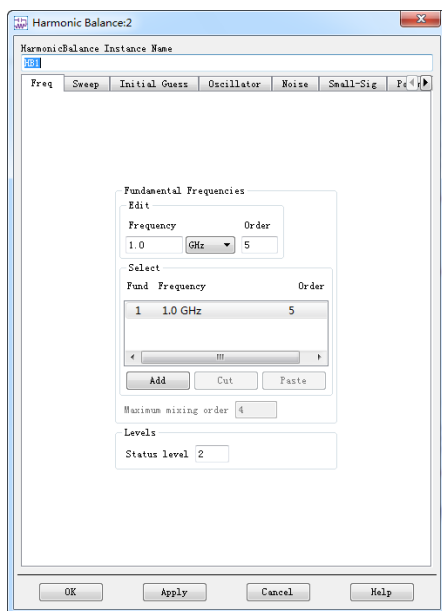 Harmonic Balance:2
HarmonicBalance Instance Name
HB1
Freq Sweep Initial Guess Oscillator Noise Small-Sig
Fundamental Frequencies
Edit
Frequency Order
1.0 GHz 5
Select
Fund Frequency Order
1 1.0 GHz 5
Add Cut Paste
Maximum mixing order 4
Levels
Status level 2
OK Apply Cancel Help